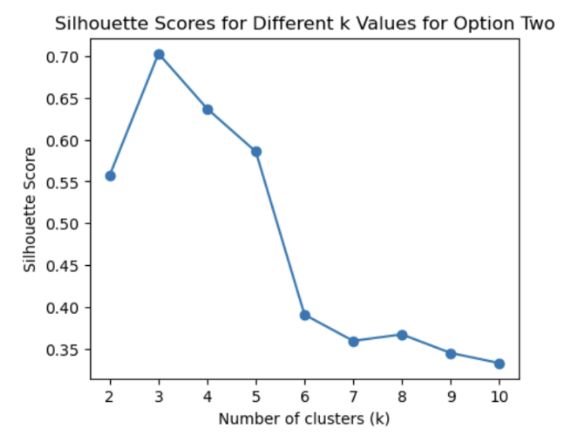 Silhouette Scores for Different k Values for Option Two
0.70
0.65
0.60
0.55
0.50
0.45
0.40
0.35
Silhouette Score
2 3 4 5 6 7 8 9 10
Number of clusters (k)